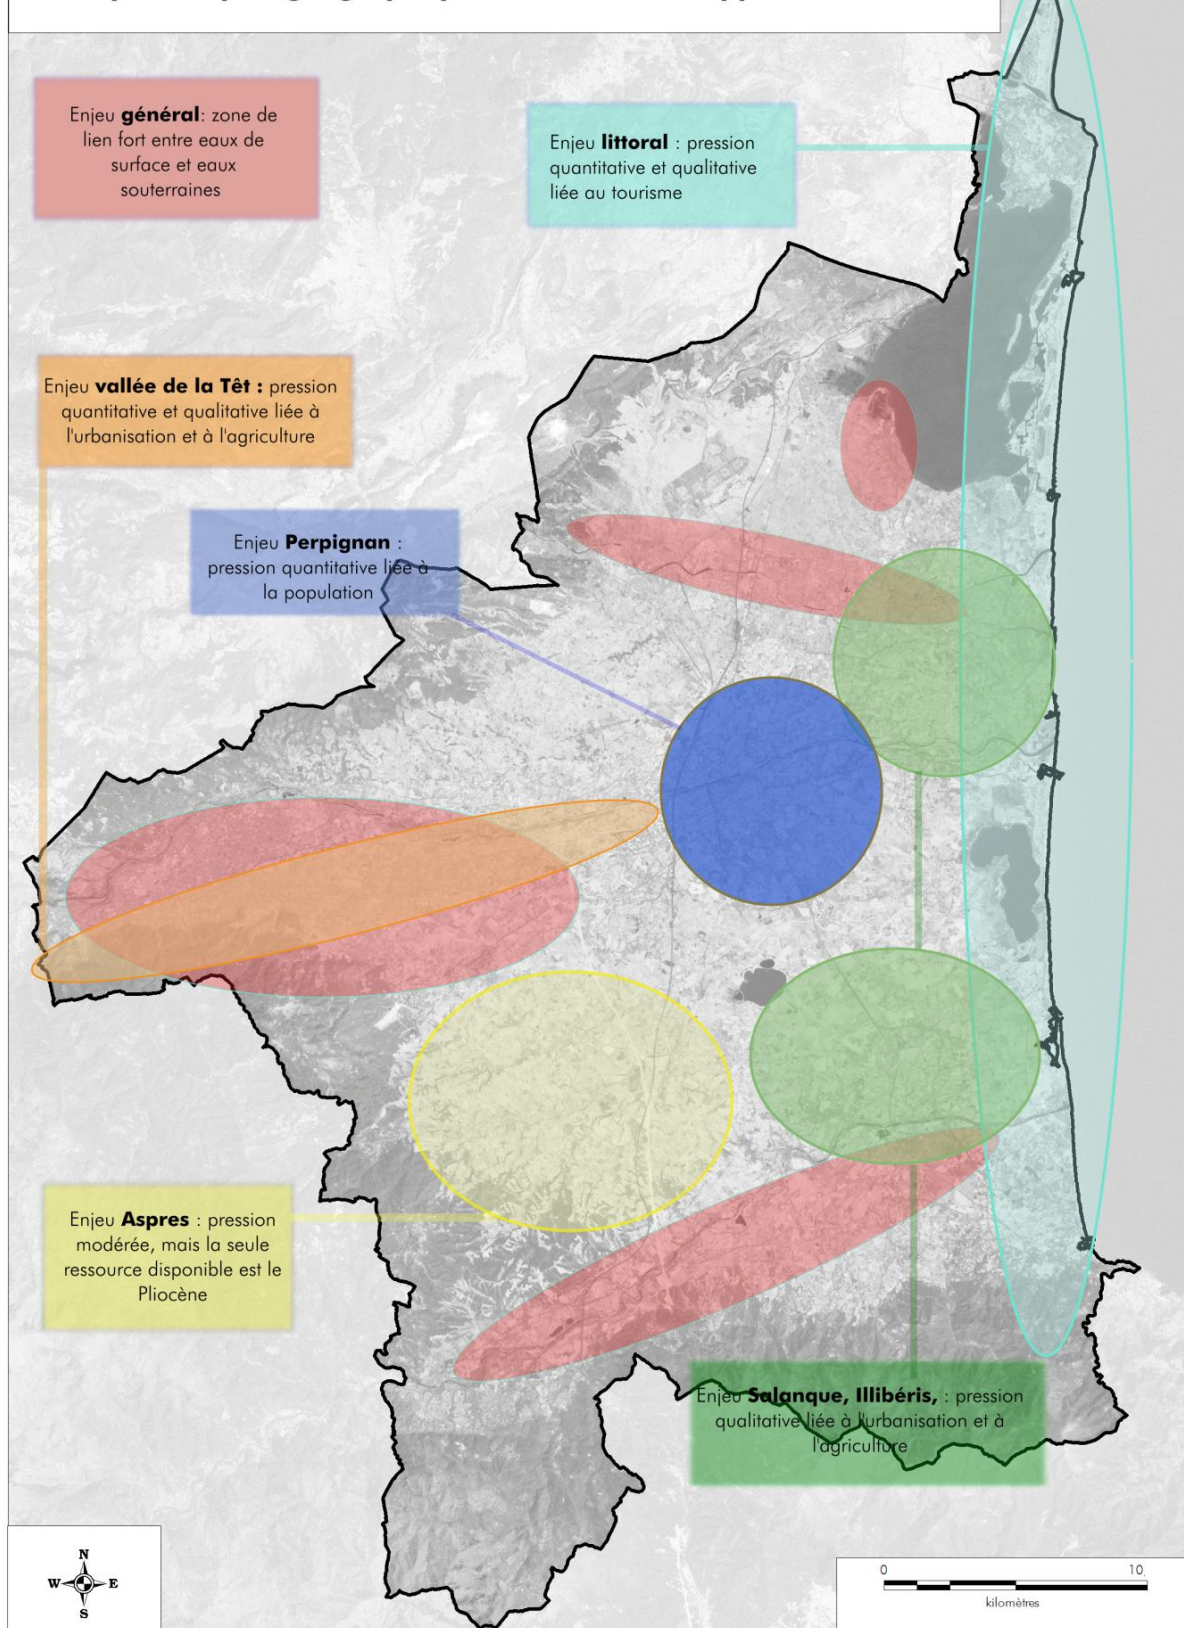 Enjeu général: zone de
lien fort entre eaux de
surface et eaux
souterraines
Enjeu littoral : pression
quantitative et qualitative
liée au tourisme
Enjeu vallée de la Têt : pression
quantitative et qualitative liée à
l'urbanisation et à l'agriculture
Enjeu Perpignan :
pression quantitative liée à
la population
Enjeu Aspres : pression
modérée, mais la seule
ressource disponible est le
Pliocène
Enjeu Salanque, Illibéris, : pression
qualitative liée à l'urbanisation et à
l'agriculture
N
W E
S
0 10
kilomètres